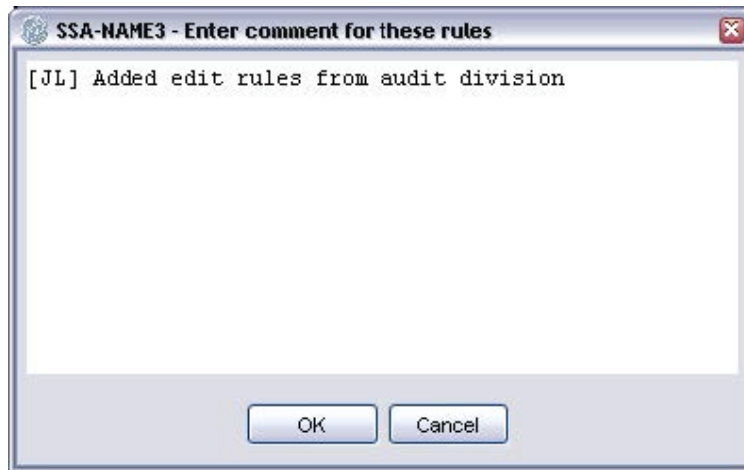 SSA-NAME3 - Enter comment for these rules
[JL] Added edit rules from audit division
OK
Cancel